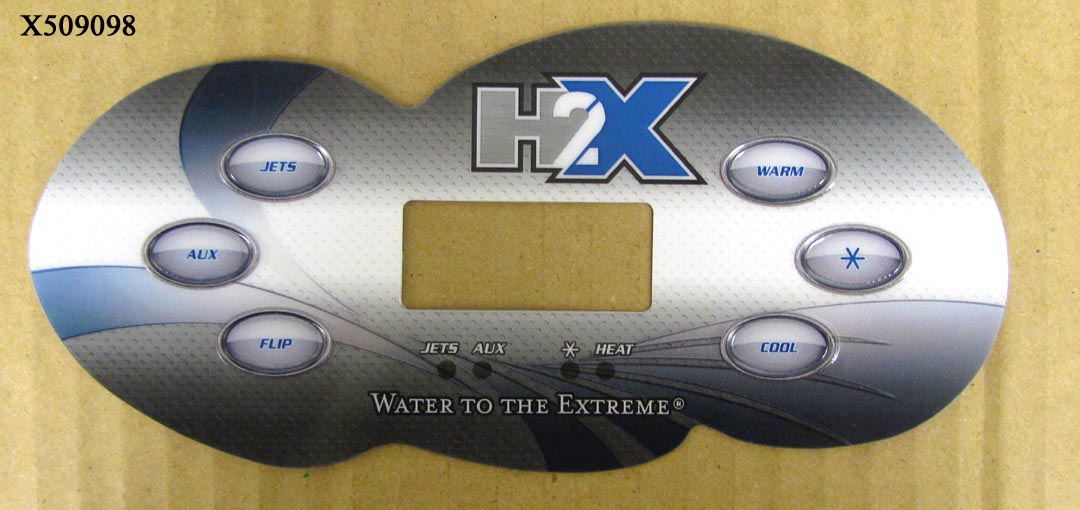 X509098
H2X
JETS
WARM
AUX
*
FLIP
COOL
JETS AUX * HEAT
WATER TO THE EXTREME®